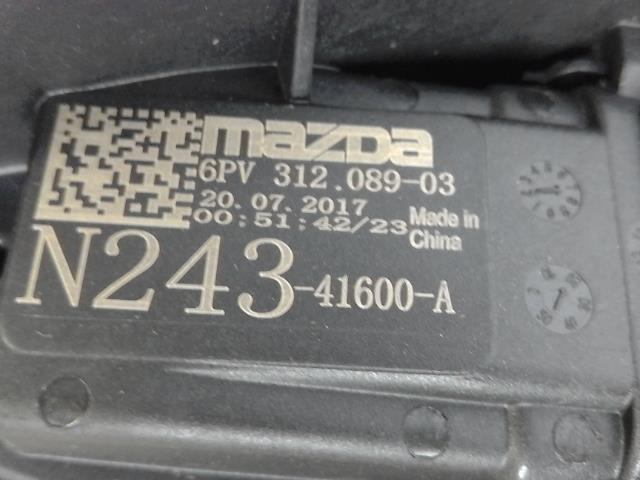 mazda
6PV 312.089-03
20.07.2017
00:51:42/23
Made in
China
N243-41600-A